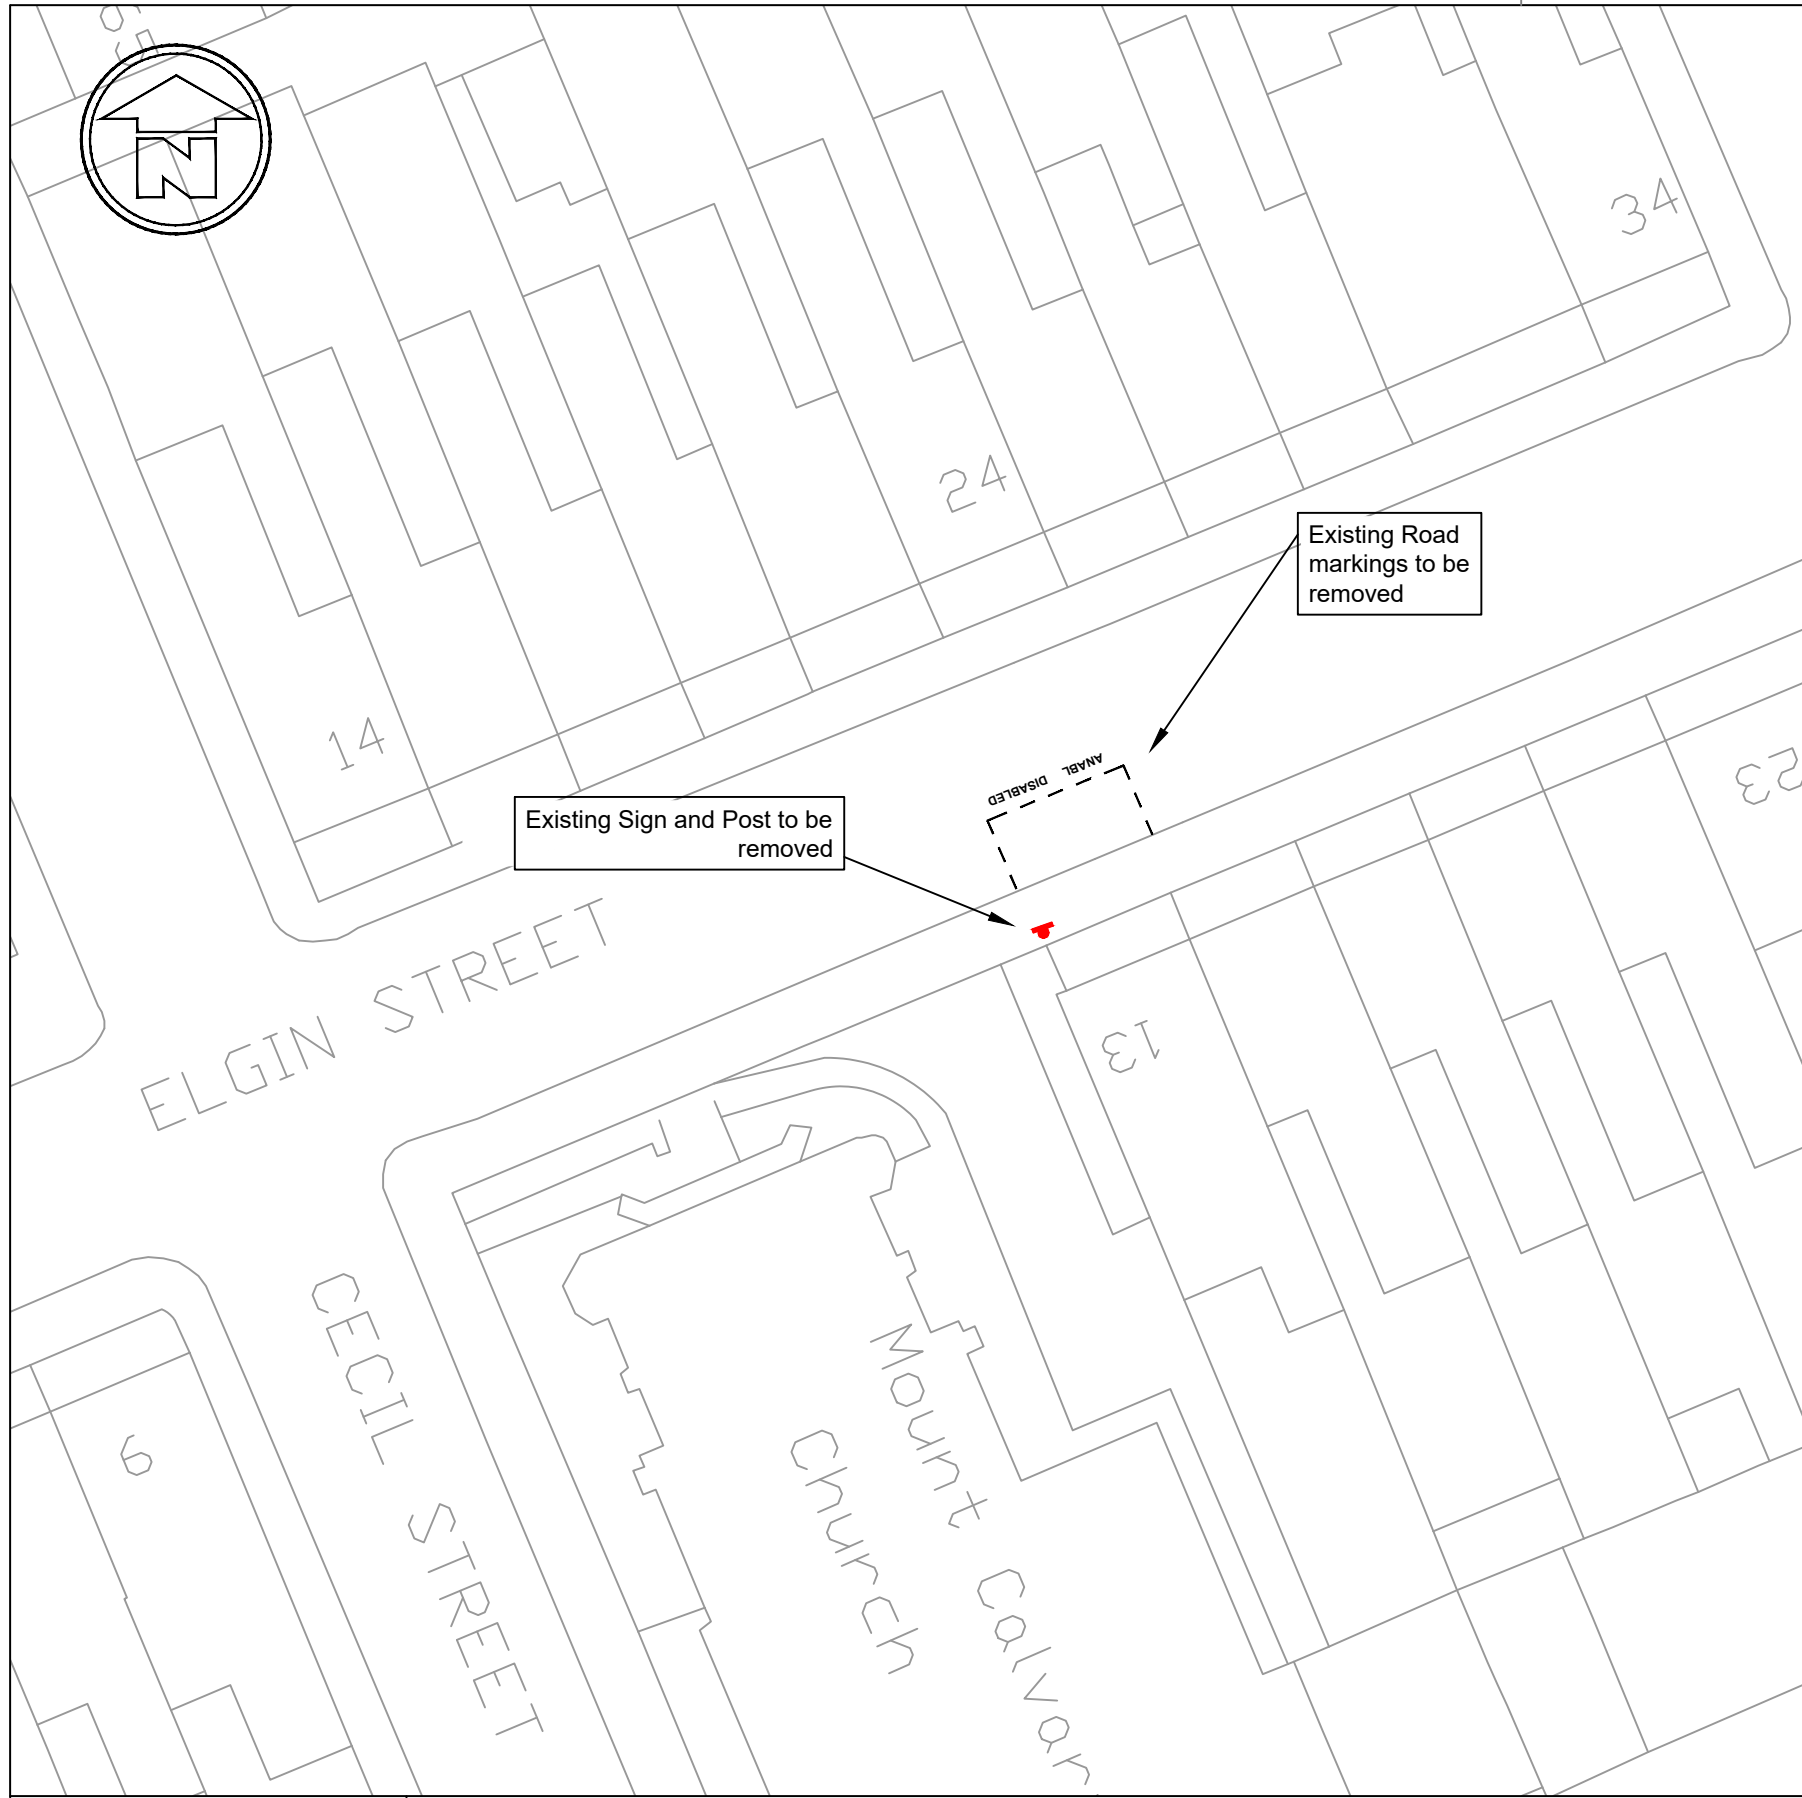 N
34
24
Existing Road
markings to be
removed
14
ANABL DISABLED
23
Existing Sign and Post to be
removed
ELGIN STREET
13
CECIL STREET
6
Mount Calvar
Church